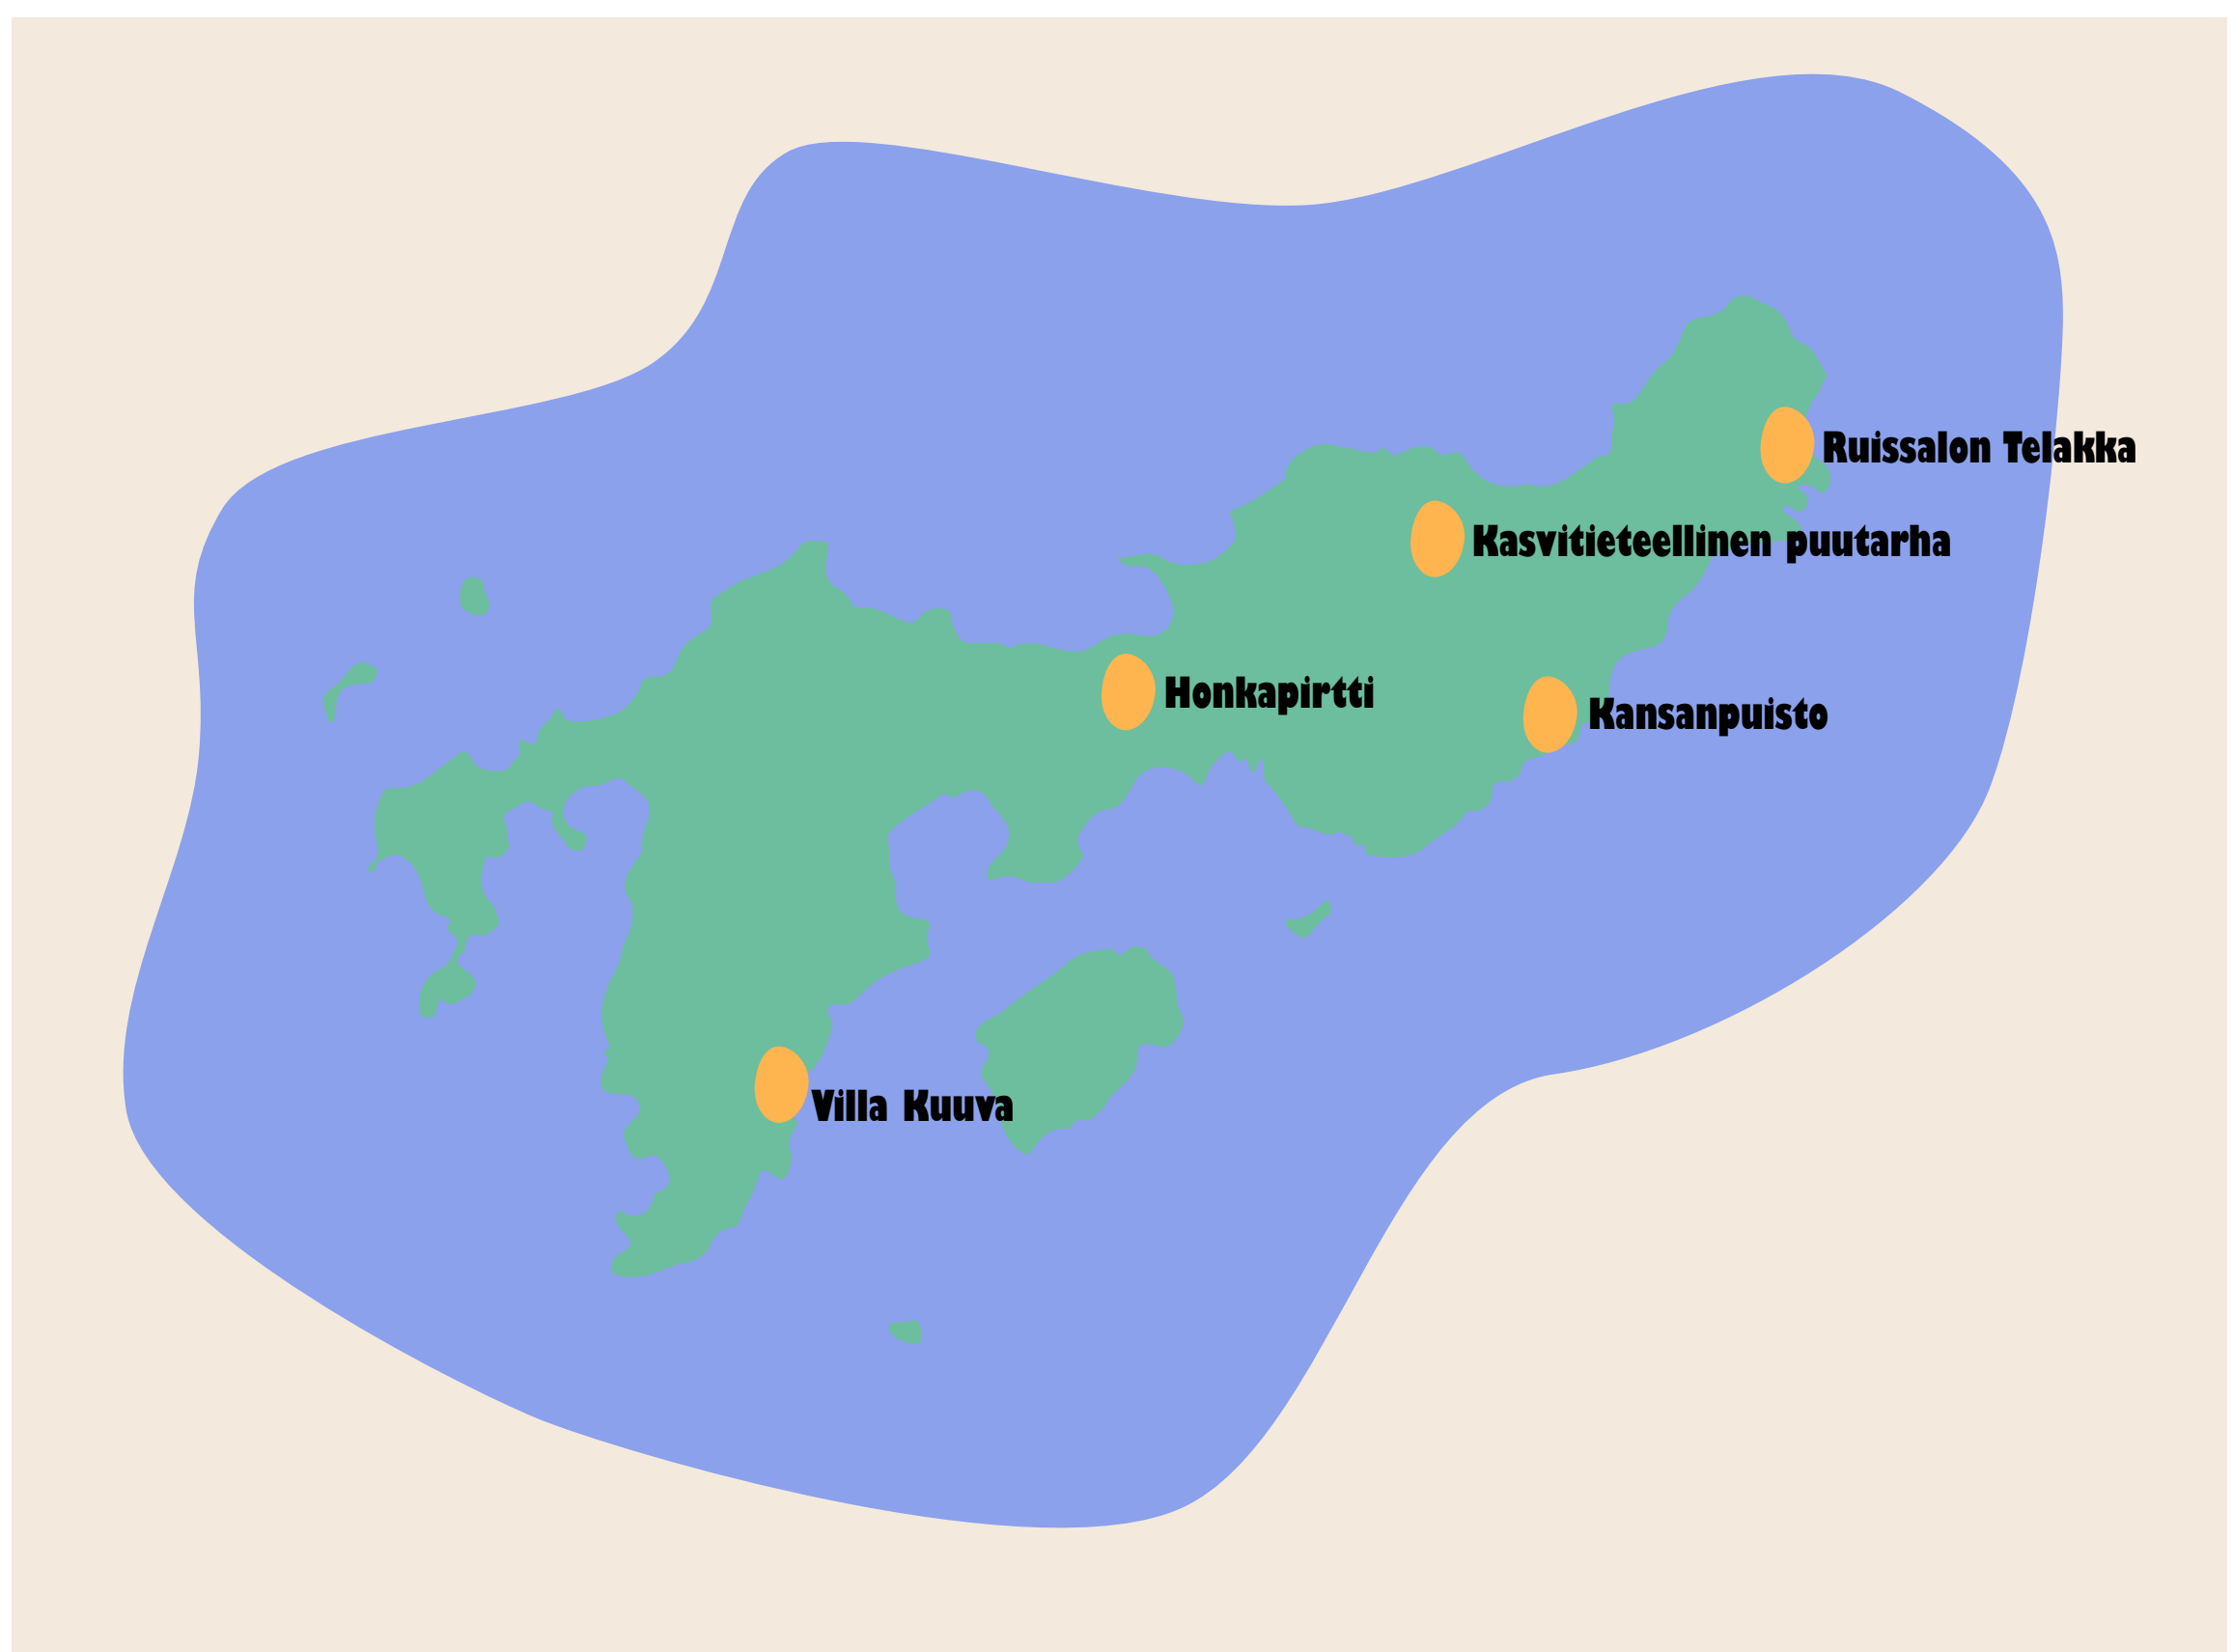 Ruissalon Telakka
Kasvitieteellinen puutarha
Honkapirtti
Kansanpuisto
Villa Kuuva